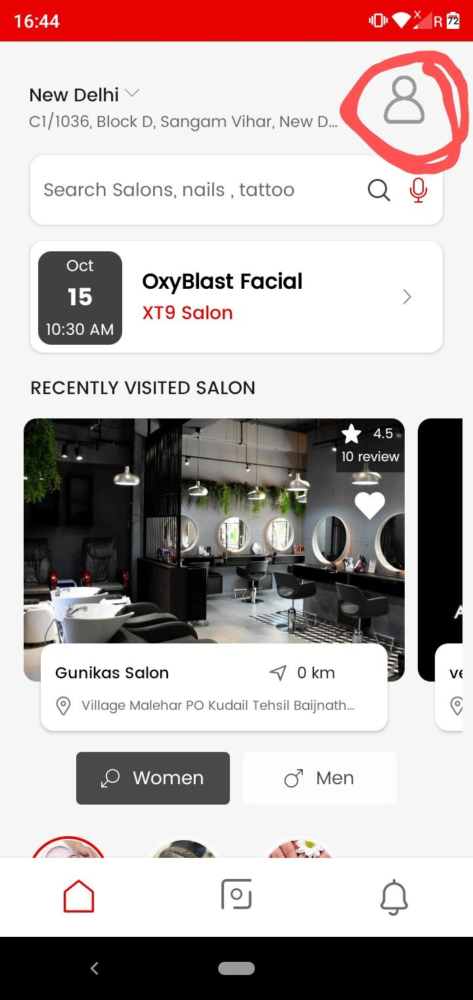 16:44
X R 72
New Delhi
C1/1036, Block D, Sangam Vihar, New D...
Search Salons, nails , tattoo
Oct
15
10:30 AM
OxyBlast Facial
XT9 Salon
RECENTLY VISITED SALON
4.5
10 review
Gunikas Salon
0 km
Village Malehar PO Kudail Tehsil Baijnath...
Women
Men